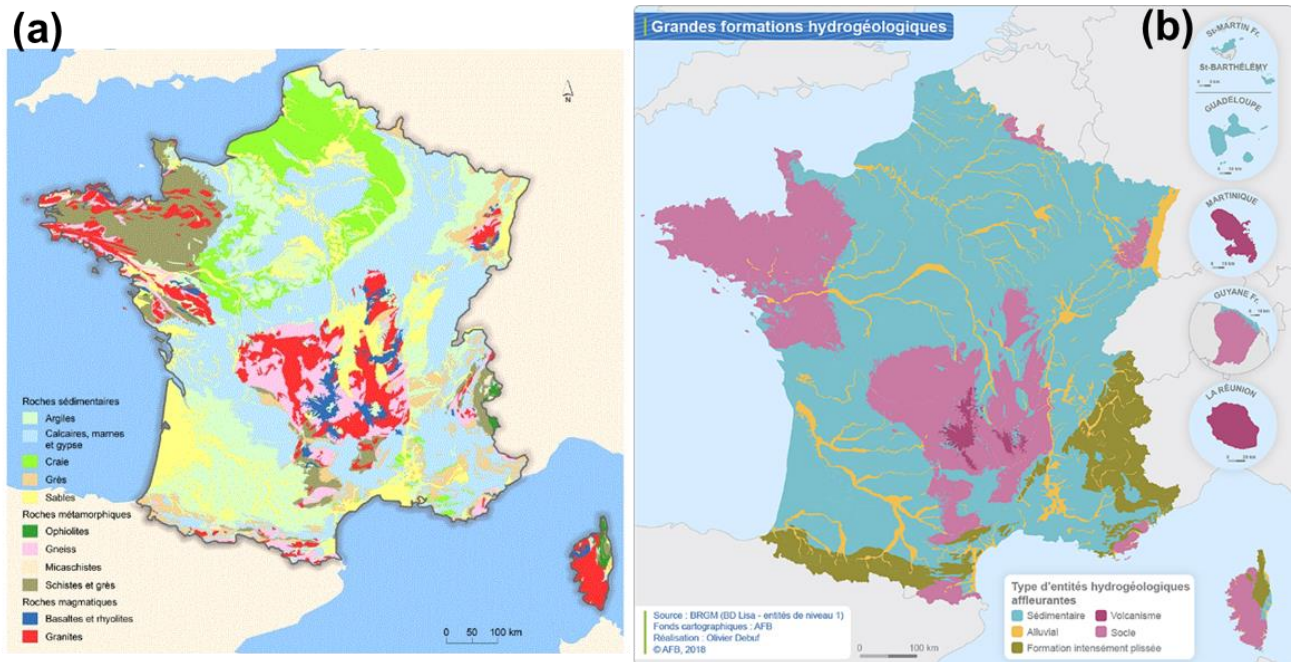 (a)
N
Roches sédimentaires
Argiles
Calcaires, marnes
et gypse
Craie
Grès
Sables
Roches métamorphiques
Ophiolites
Gneiss
Micaschistes
Schistes et grès
Roches magmatiques
Basaltes et rhyolites
Granites
0 50 100 km
Grandes formations hydrogéologiques
(b)
ST-MARTIN Fr.
ST-BARTHÉLÉMY
GUADELOUPE
MARTINIQUE
GUYANE Fr.
LA RÉUNION
Source : BRGM (BD Lisa - entités de niveau 1)
Fonds cartographiques : AFB
Réalisation : Olivier Debuf
© AFB, 2018
0 100 km
Type d'entités hydrogéologiques
affleurantes
Sédimentaire
Volcanisme
Alluvial
Socle
Formation intensément plissée